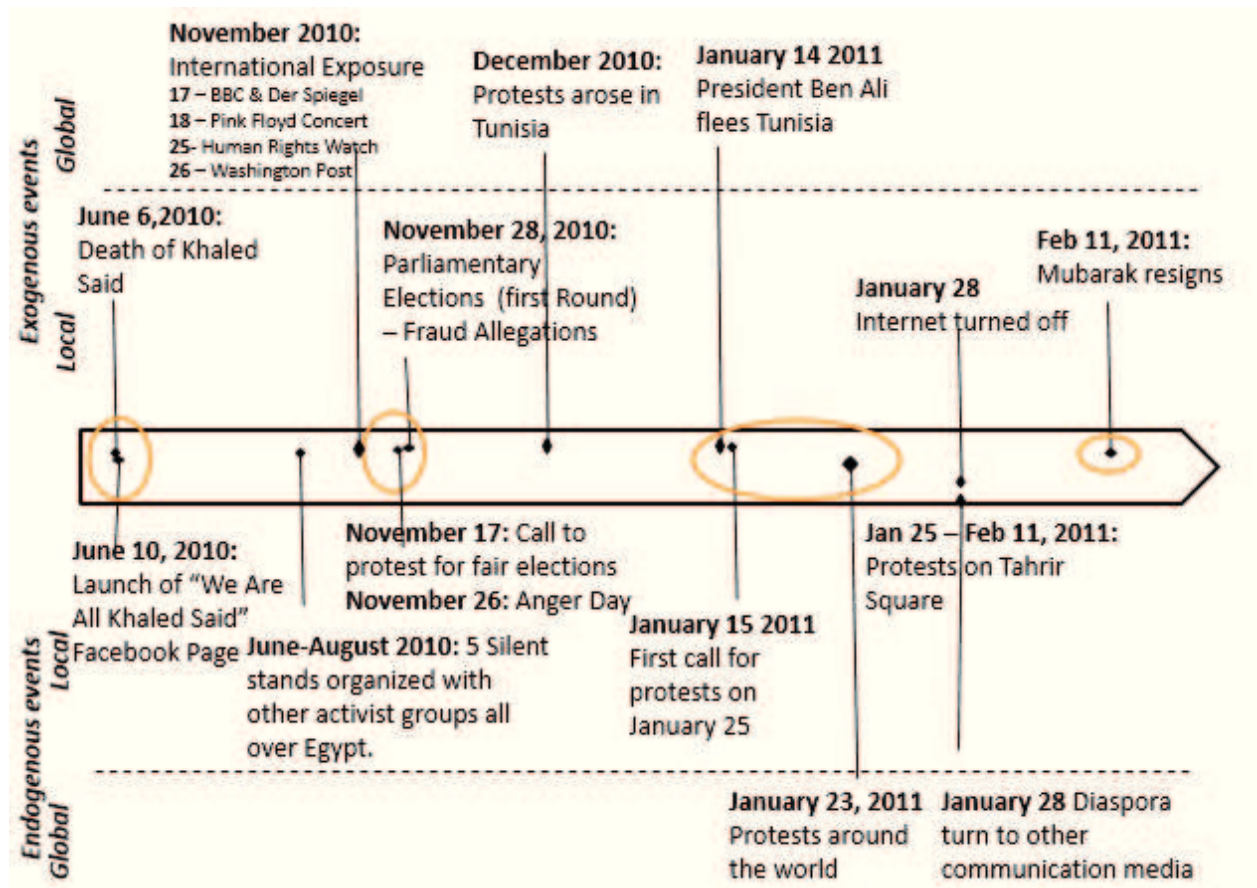 November 2010:
International Exposure
17 – BBC & Der Spiegel
18 – Pink Floyd Concert
25- Human Rights Watch
26 – Washington Post
December 2010:
Protests arose in
Tunisia
January 14 2011
President Ben Ali
flees Tunisia
Exogenous events
Global
Local
June 6,2010:
Death of Khaled
Said
November 28, 2010:
Parliamentary
Elections (first Round)
– Fraud Allegations
January 28
Internet turned off
Feb 11, 2011:
Mubarak resigns
June 10, 2010:
Launch of "We Are
All Khaled Said"
Facebook Page
June-August 2010: 5 Silent
stands organized with
other activist groups all
over Egypt.
November 17: Call to
protest for fair elections
November 26: Anger Day
January 15 2011
First call for
protests on
January 25
Jan 25 – Feb 11, 2011:
Protests on Tahrir
Square
Endogenous events
Local
Global
January 23, 2011
Protests around
the world
January 28 Diaspora
turn to other
communication media